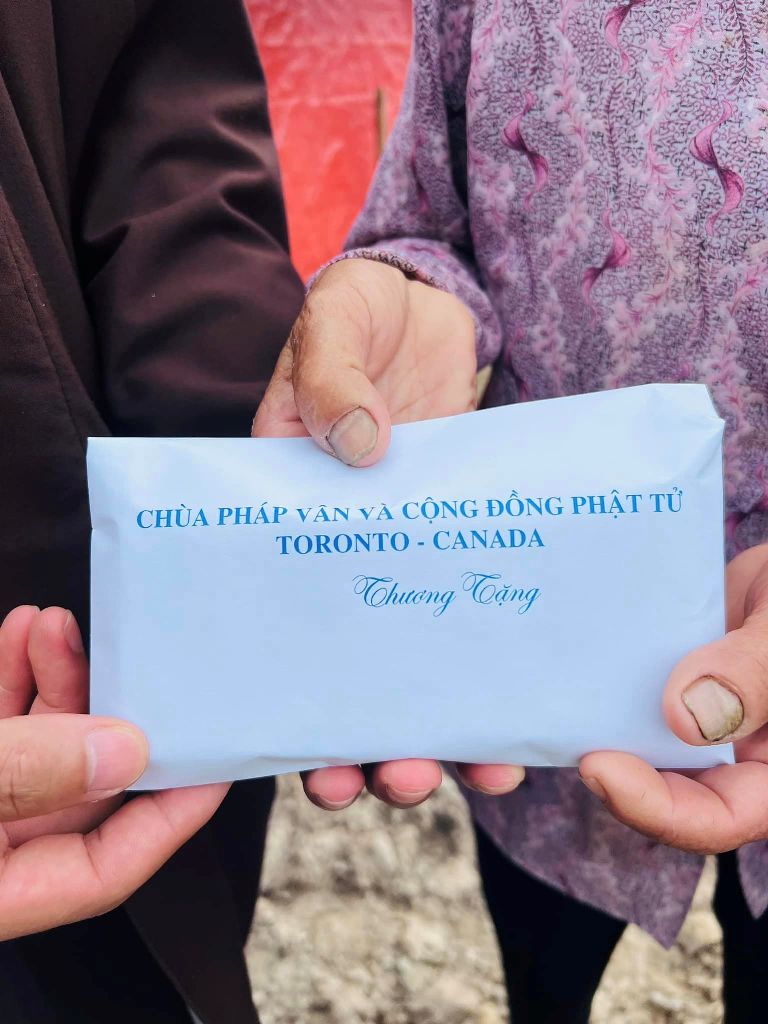 CHÙA PHÁP VÂN VÀ CỘNG ĐỒNG PHẬT TỬ
TORONTO - CANADA
Thương Tặng